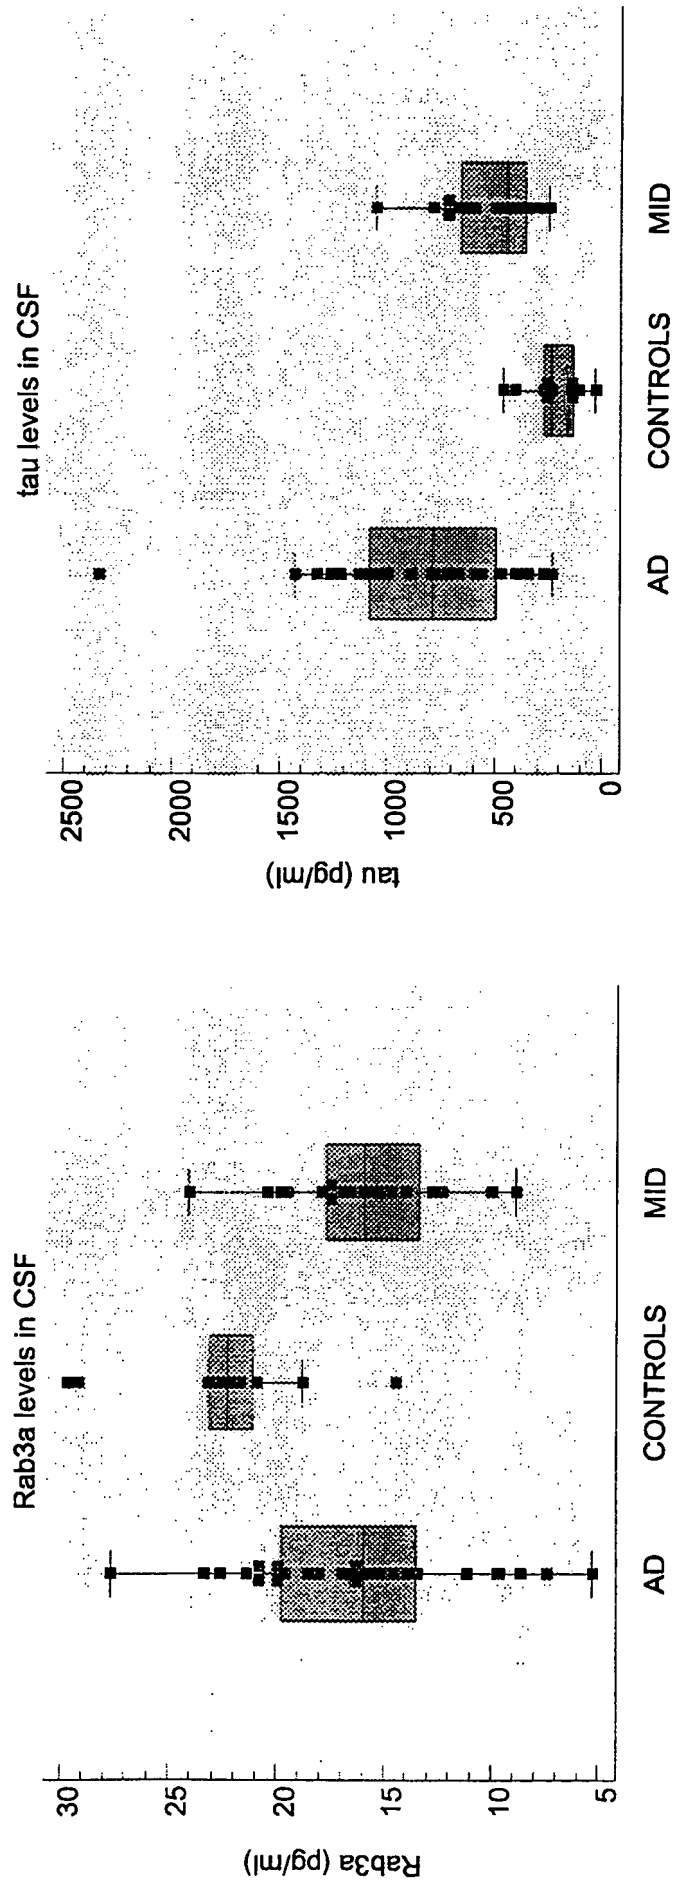 Rab3a levels in CSF
Rab3a (pg/ml)
30
20
15
10
5
AD
CONTROLS
MID
tau levels in CSF
tau (pg/ml)
2500
2000
1500
1000
500
0
AD
CONTROLS
MID